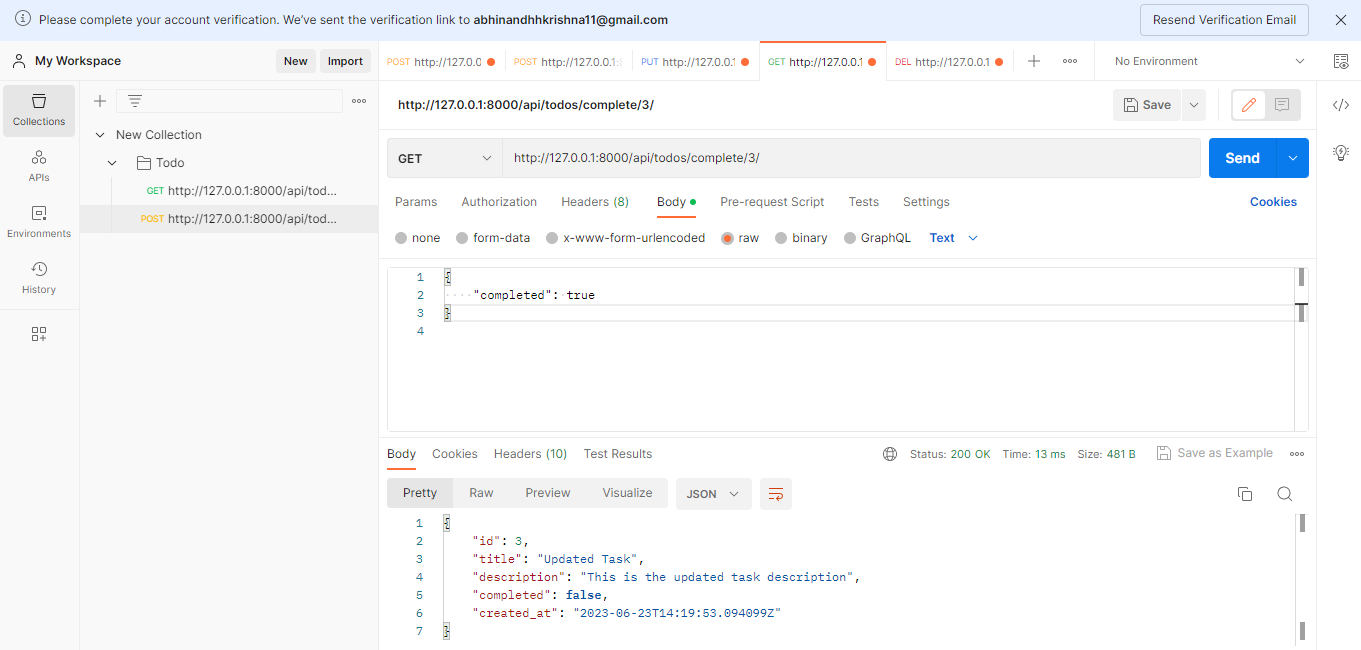 Please complete your account verification. We've sent the verification link to abhinandhhkrishna11@gmail.com
Resend Verification Email
My Workspace
New
Import
POST http://127.0.0
POST http://127.0.0.1:8
PUT http://127.0.0.1
GET http://127.0.0.1
DEL http://127.0.0.1
No Environment
Collections
APIs
Environments
History
New Collection
Todo
GET http://127.0.0.1:8000/api/tod...
POST http://127.0.0.1:8000/api/tod...
http://127.0.0.1:8000/api/todos/complete/3/
Save
GET
http://127.0.0.1:8000/api/todos/complete/3/
Send
Params Authorization Headers (8) Body Pre-request Script Tests Settings
Cookies
none form-data x-www-form-urlencoded raw binary GraphQL Text
1 {
2 "completed": true
3 }
4
Body Cookies Headers (10) Test Results
Status: 200 OK Time: 13 ms Size: 481 B
Save as Example
Pretty Raw Preview Visualize JSON
1 {
2 "id": 3,
3 "title": "Updated Task",
4 "description": "This is the updated task description",
5 "completed": false,
6 "created_at": "2023-06-23T14:19:53.094099Z"
7 }